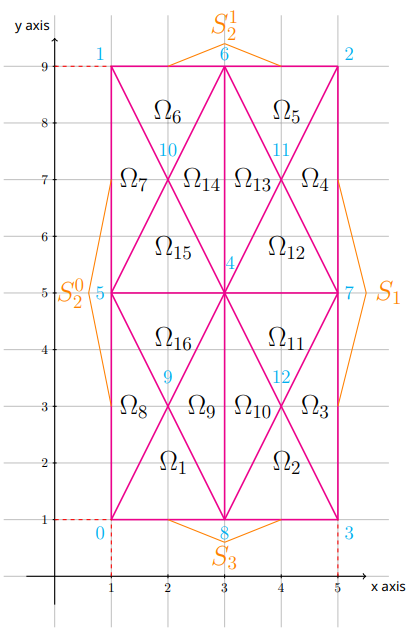 S₂¹
y axis
1 6 2
9
Ω₆ Ω₅
8
10 11
7 Ω₇ Ω₁₄ Ω₁₃ Ω₄
6 Ω₁₅ Ω₁₂
4
S₂⁰ 5 5 7 S₁
4 Ω₁₆ Ω₁₁
9 12
3 Ω₈ Ω₉ Ω₁₀ Ω₃
2 Ω₁ Ω₂
1
0 8 3
S₃
1 2 3 4 5 x axis